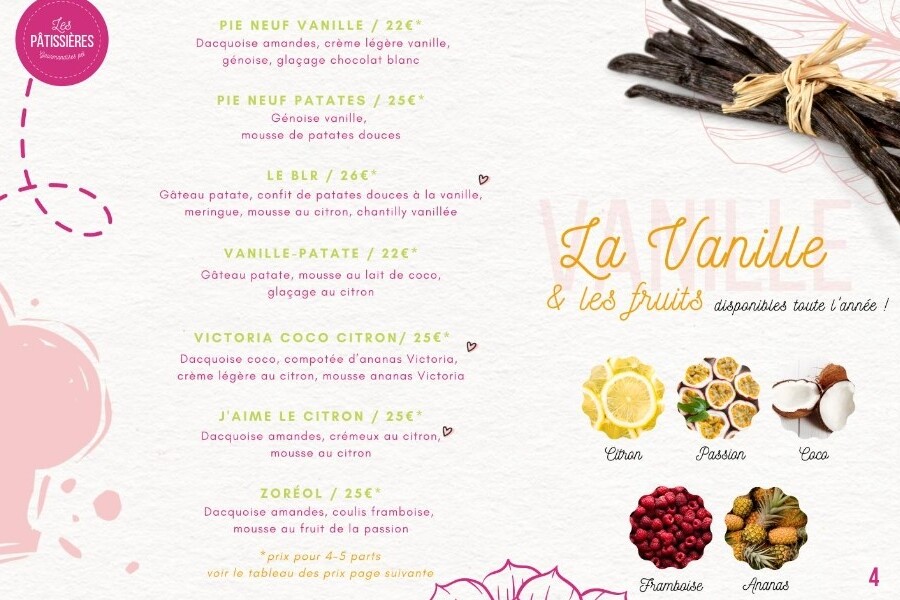 Les
PÂTISSIÈRES
Gourmandises péi
PIE NEUF VANILLE / 22€*
Dacquoise amandes, crème légère vanille,
génoise, glaçage chocolat blanc
PIE NEUF PATATES / 25€*
Génoise vanille,
mousse de patates douces
LE BLR / 26€*
Gâteau patate, confit de patates douces à la vanille,
meringue, mousse au citron, chantilly vanillée
VANILLE-PATATE / 22€*
Gâteau patate, mousse au lait de coco,
glaçage au citron
VICTORIA COCO CITRON/ 25€*
Dacquoise coco, compotée d'ananas Victoria,
crème légère au citron, mousse ananas Victoria
J'AIME LE CITRON / 25€*
Dacquoise amandes, crémeux au citron,
mousse au citron
ZORÉOL / 25€*
Dacquoise amandes, coulis framboise,
mousse au fruit de la passion
*prix pour 4-5 parts
voir le tableau des prix page suivante
VANILLE
La Vanille
& les fruits disponibles toute l'année !
Citron
Passion
Coco
Framboise
Ananas
4